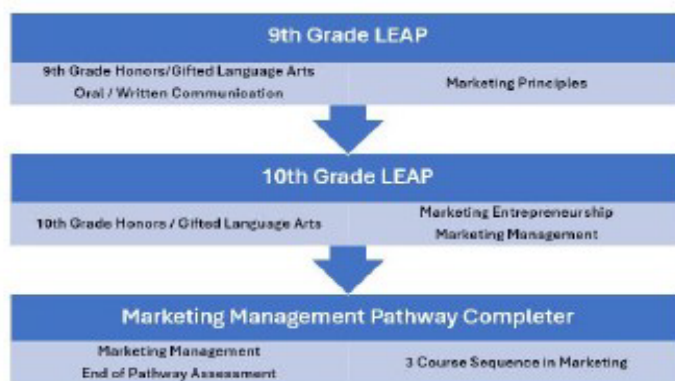 9th Grade LEAP
9th Grade Honors/Gifted Language Arts
Oral / Written Communication
Marketing Principles
10th Grade LEAP
10th Grade Honors / Gifted Language Arts
Marketing Entrepreneurship
Marketing Management
Marketing Management Pathway Completer
Marketing Management
End of Pathway Assessment
3 Course Sequence in Marketing